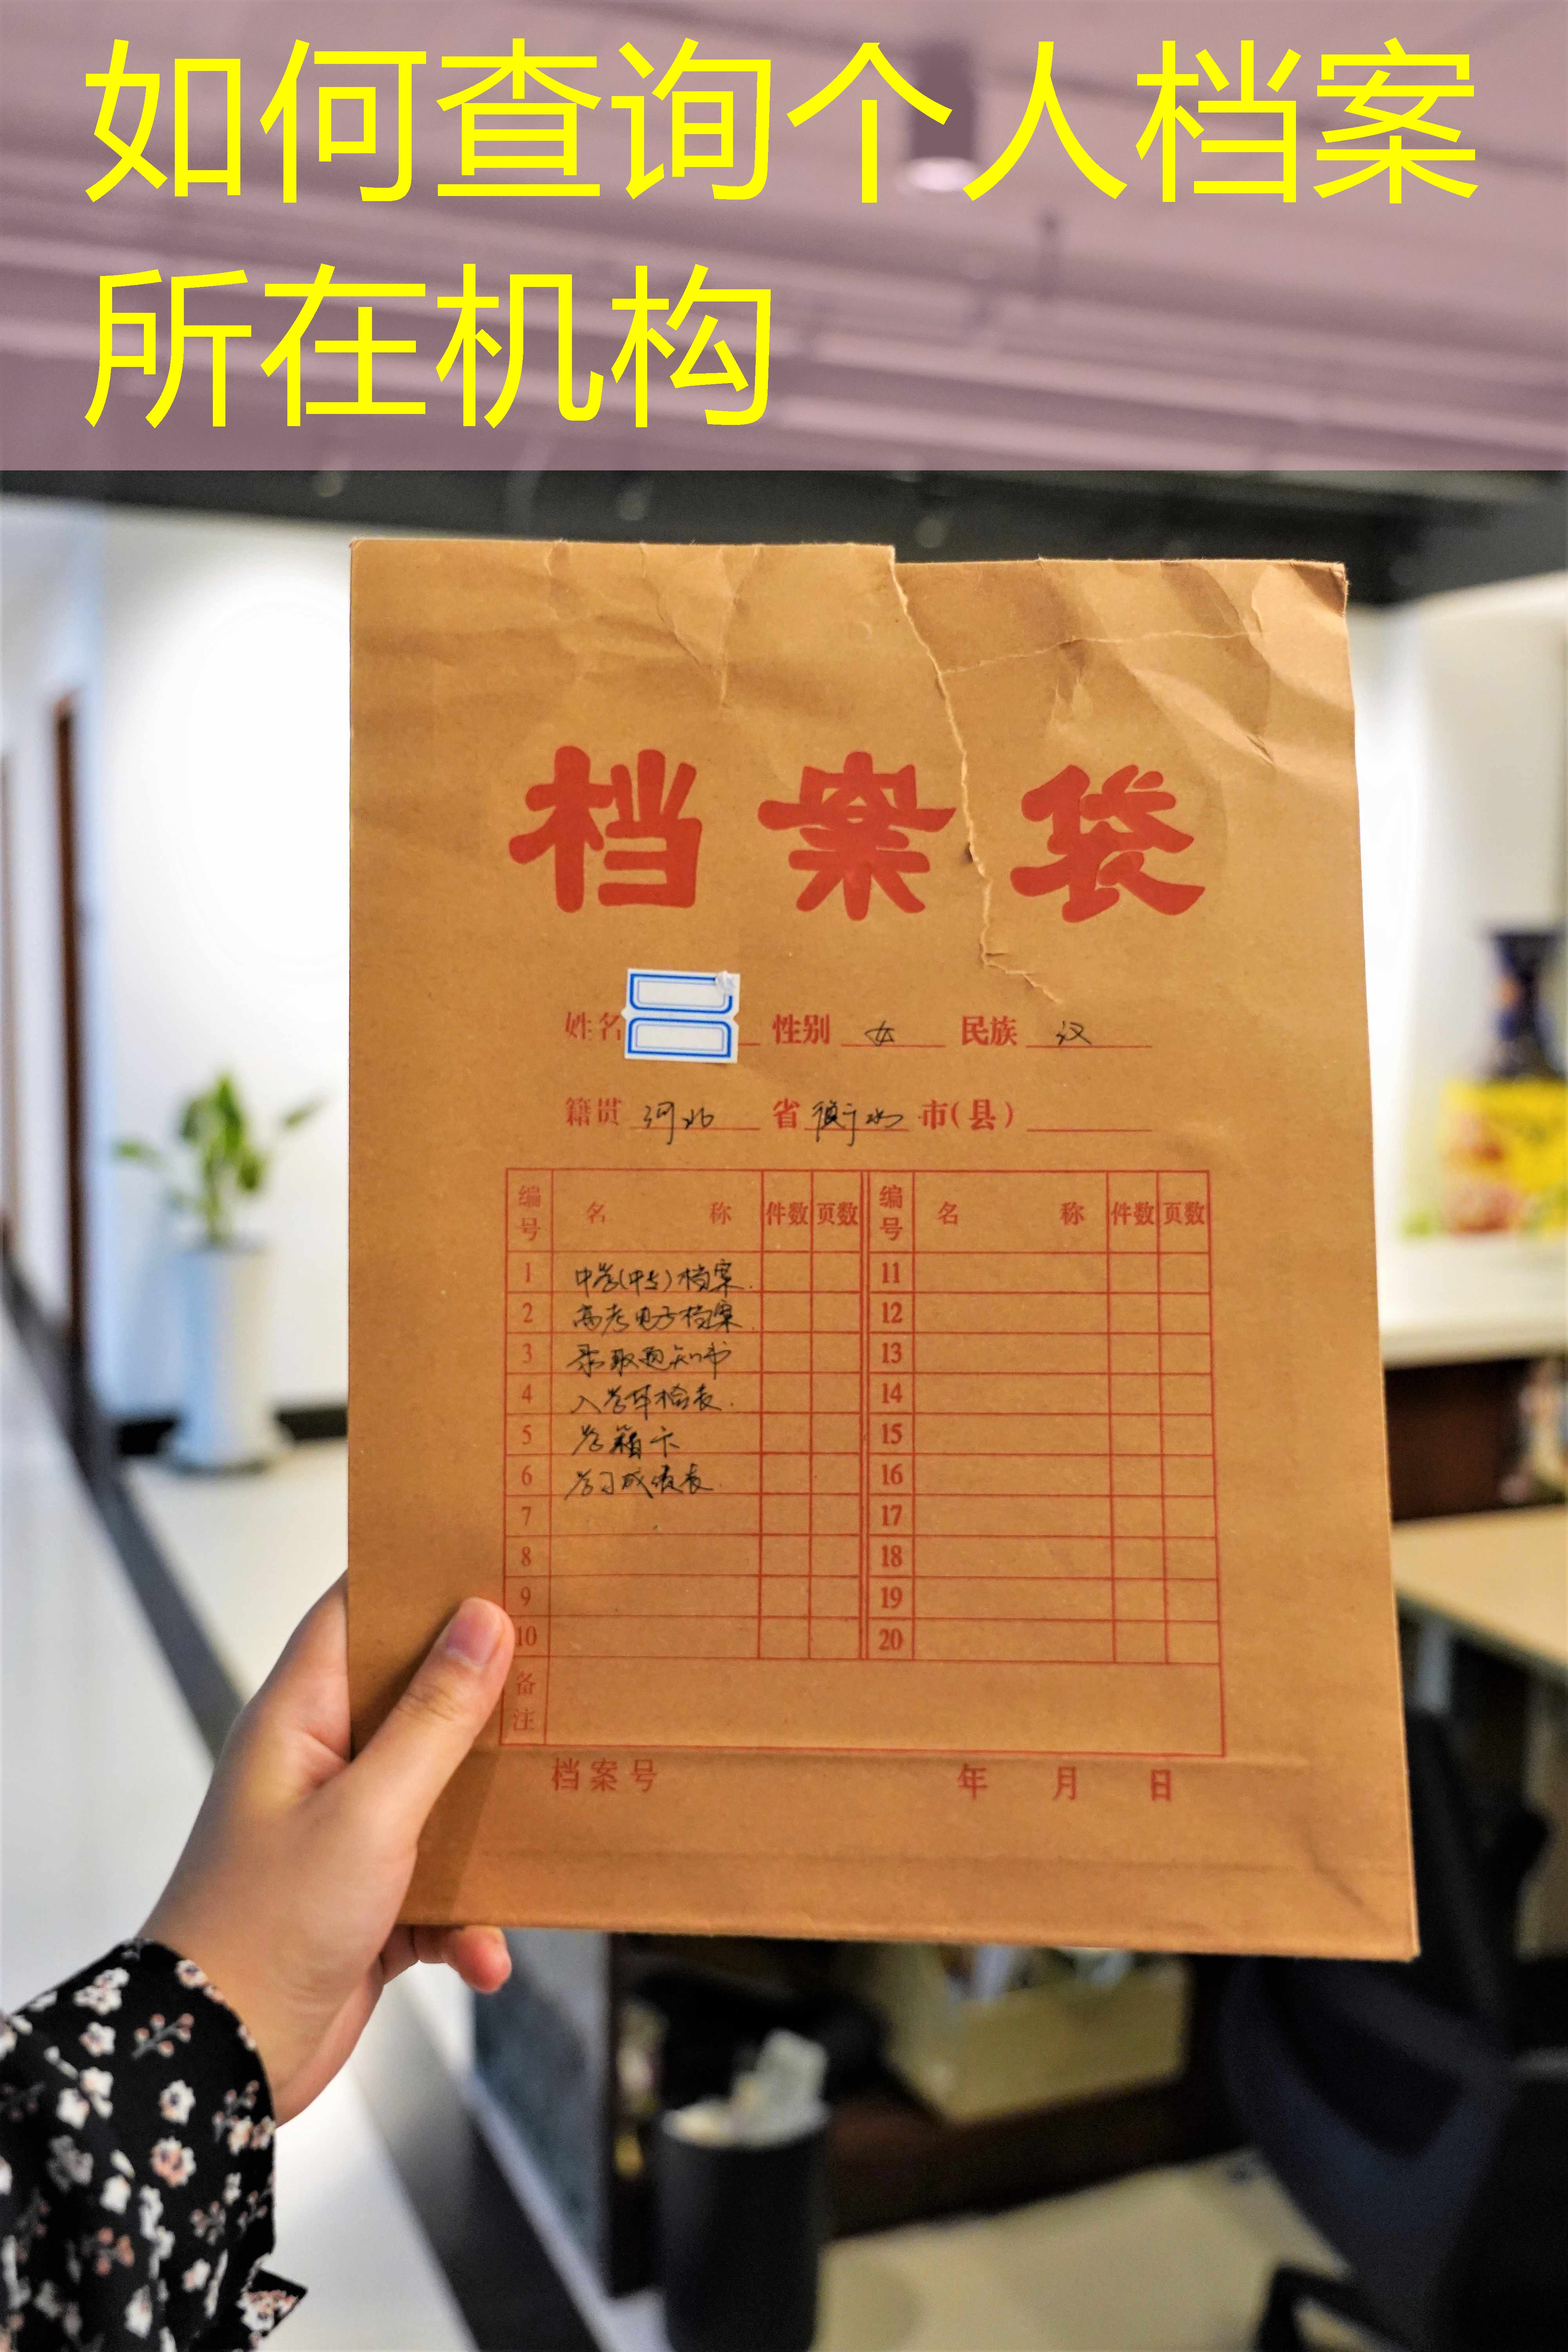 如何查询个人档案
所在机构
档案袋
姓名 性别 女 民族 汉
籍贯 河北 省 衡水 市(县)
编号 名称 件数 页数 编号 名称 件数 页数
1 中学(中专)档案. 11
2 高考电子档案. 12
3 录取通知书 13
4 入学体检表. 14
5 学籍卡 15
6 学习成绩表. 16
7 17
8 18
9 19
10 20
备注
档案号 年 月 日